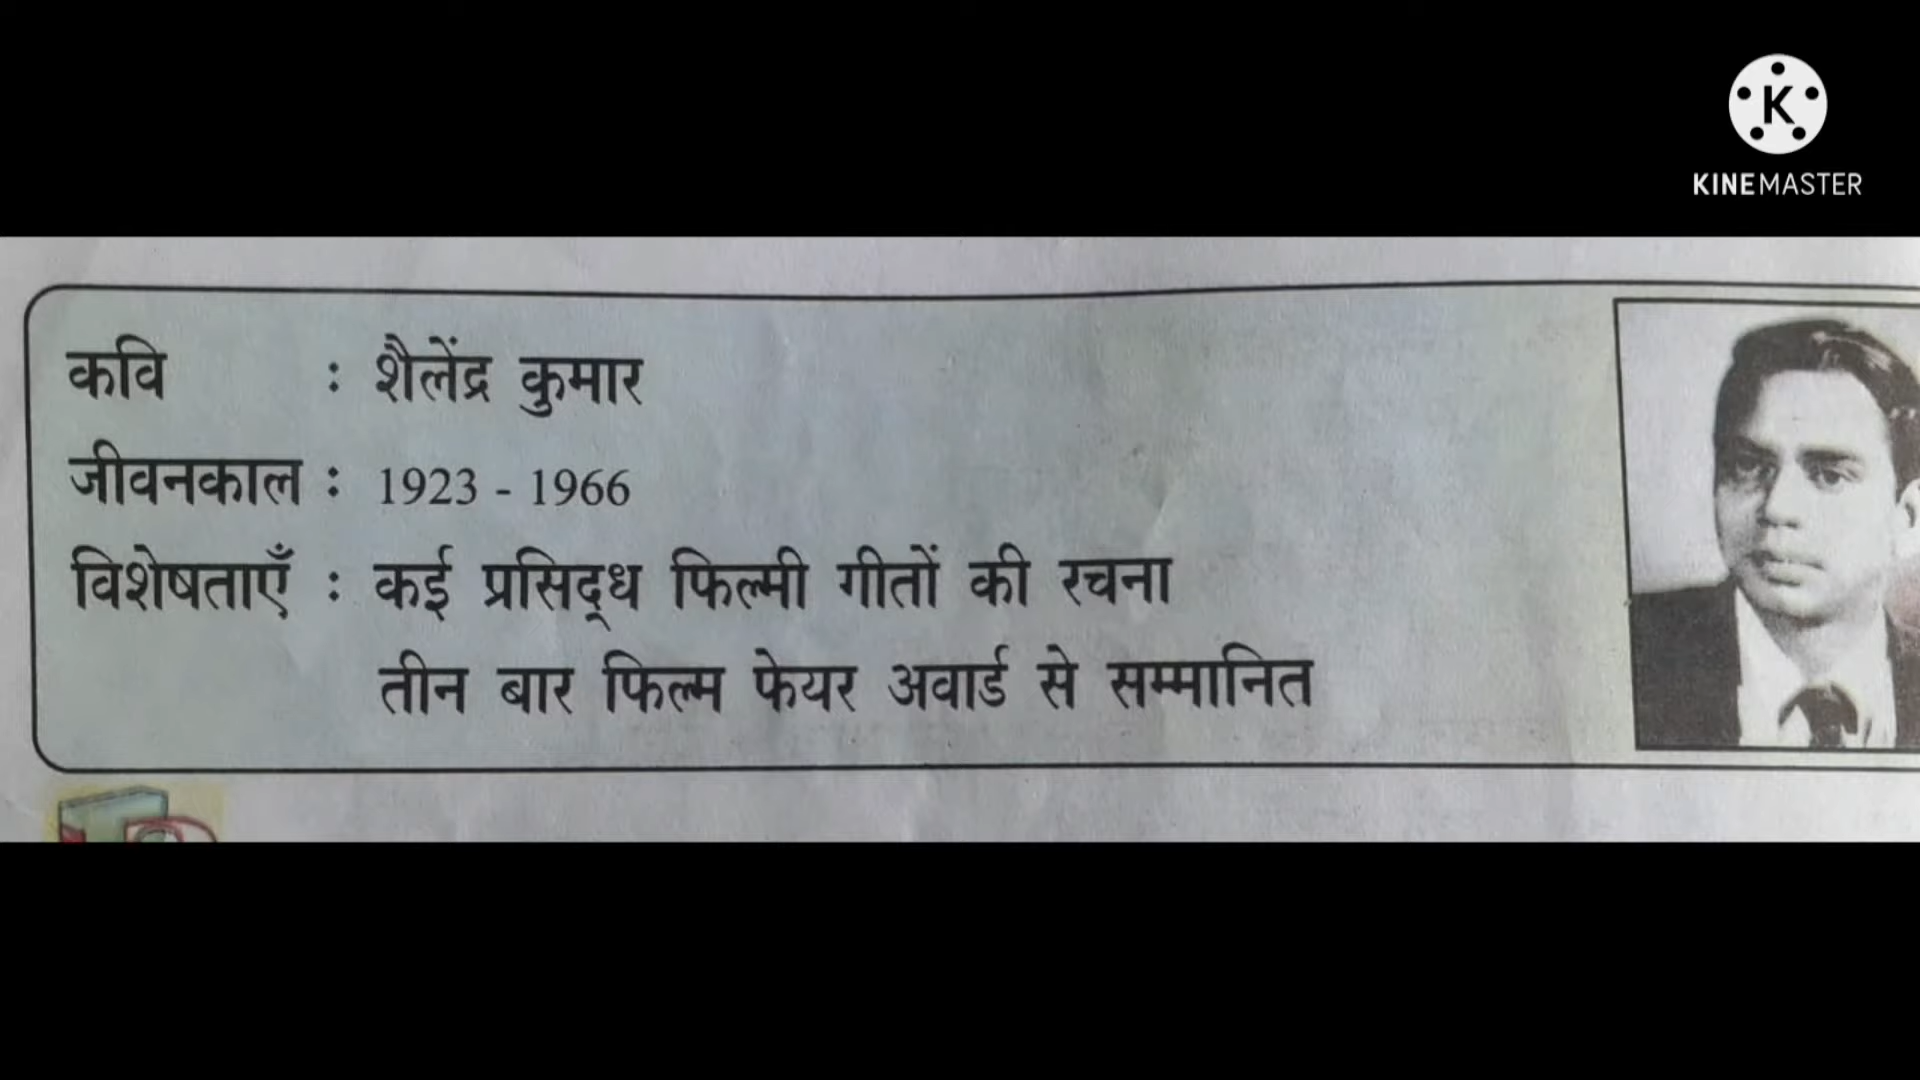 KINEMASTER
कवि : शैलेंद्र कुमार
जीवनकाल : 1923 - 1966
विशेषताएँ : कई प्रसिद्ध फिल्मी गीतों की रचना
तीन बार फिल्म फेयर अवार्ड से सम्मानित